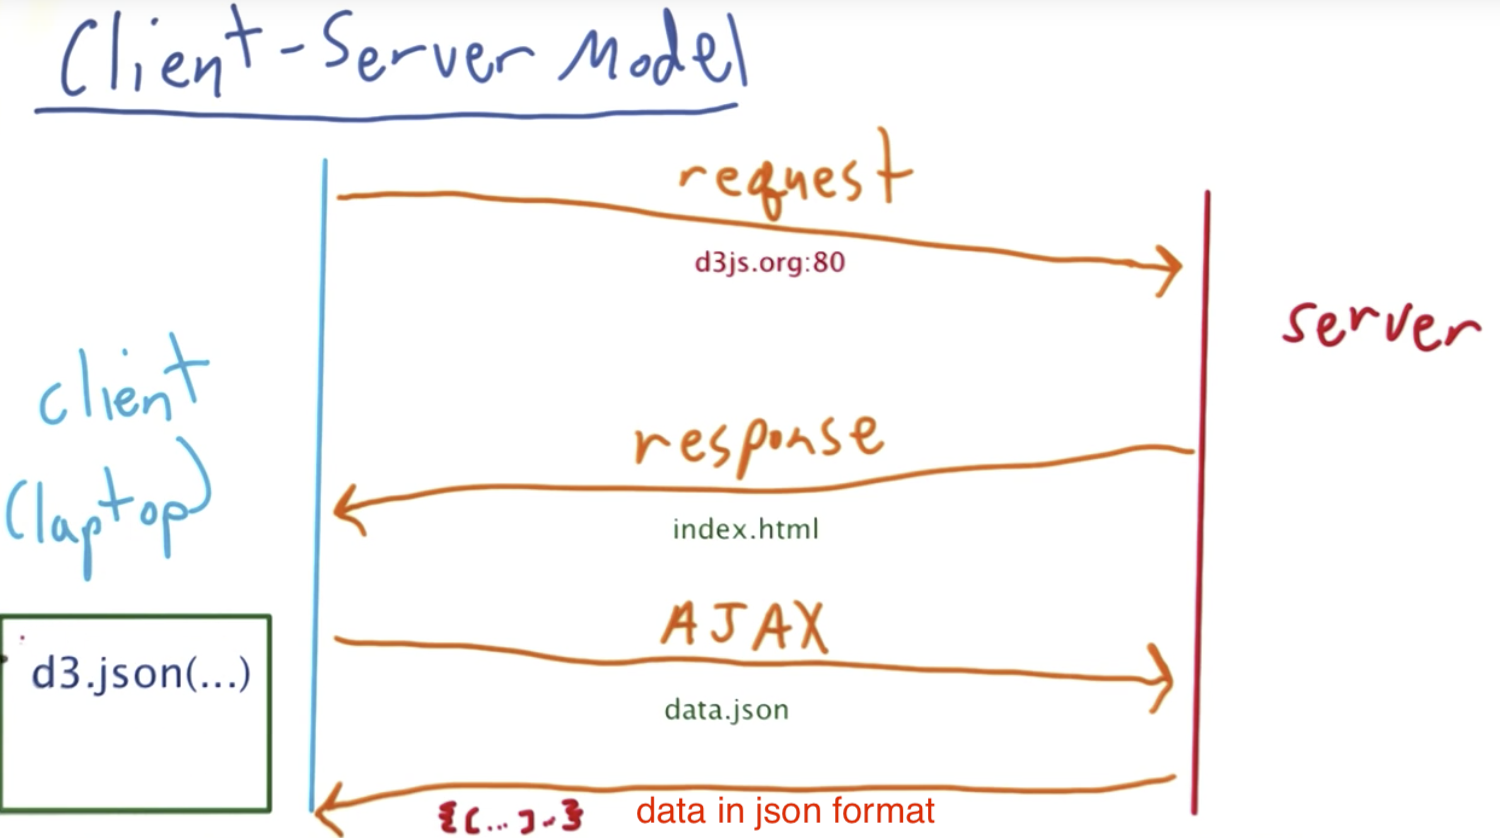 Client-Server Model
request
d3js.org:80
server
client
(laptop)
response
index.html
AJAX
d3.json(...)
data.json
{[...]..}
data in json format